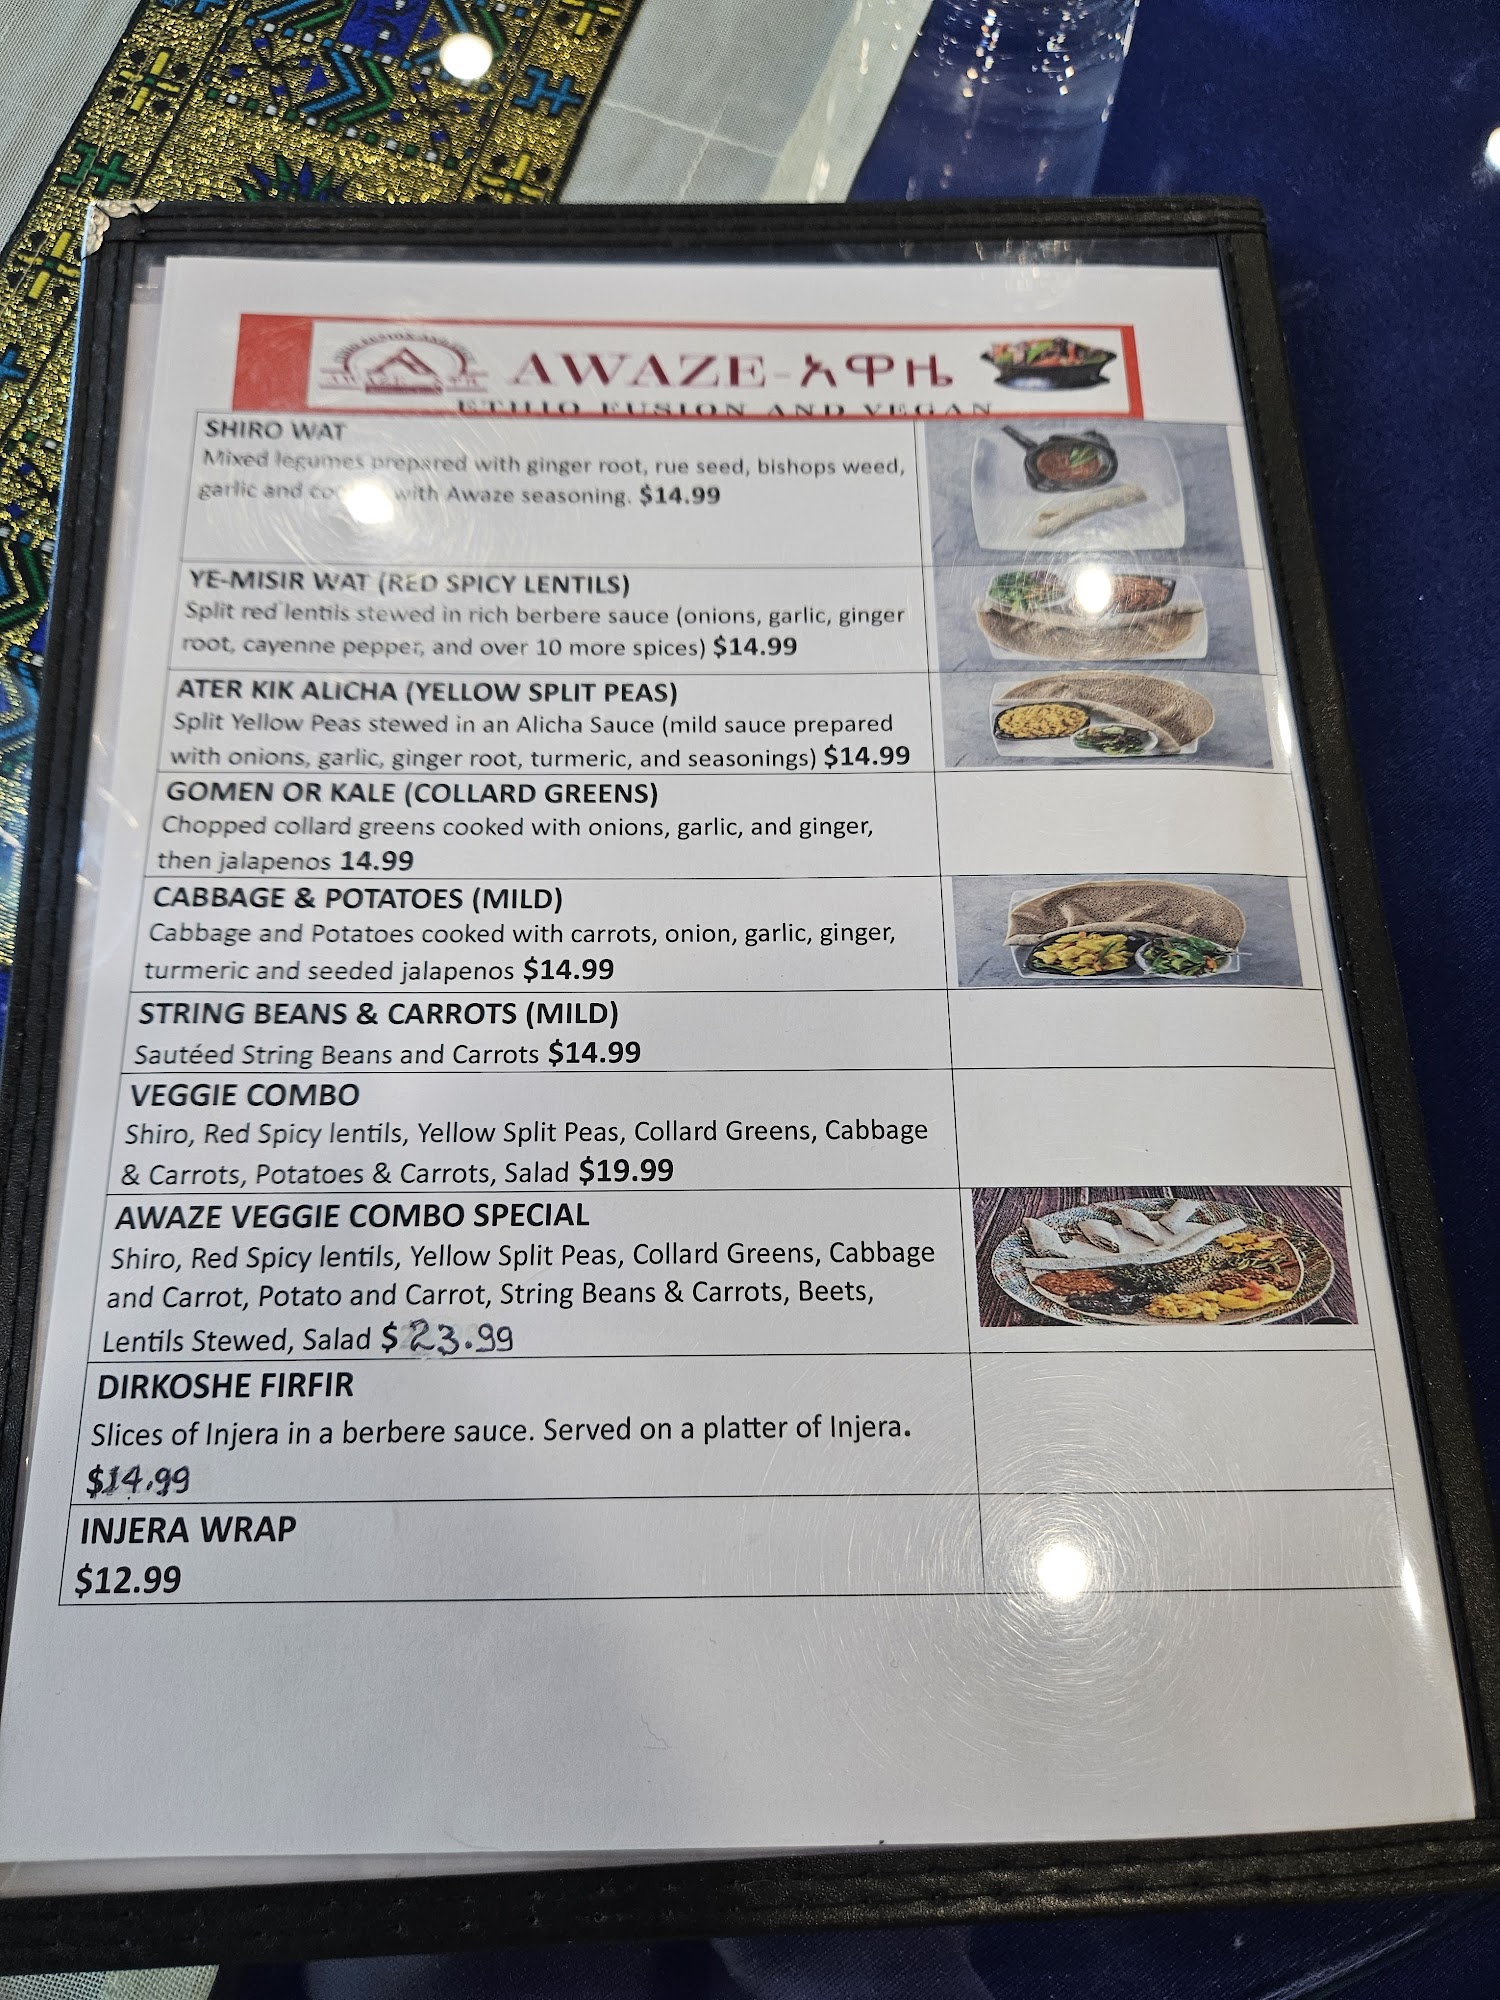 AWAZE-አዋዜ
ETHIO FUSION AND VEGAN
SHIRO WAT
Mixed legumes prepared with ginger root, rue seed, bishops weed,
garlic and with Awaze seasoning. $14.99
YE-MISIR WAT (RED SPICY LENTILS)
Split red lentils stewed in rich berbere sauce (onions, garlic, ginger
root, cayenne pepper, and over 10 more spices) $14.99
ATER KIK ALICHA (YELLOW SPLIT PEAS)
Split Yellow Peas stewed in an Alicha Sauce (mild sauce prepared
with onions, garlic, ginger root, turmeric, and seasonings) $14.99
GOMEN OR KALE (COLLARD GREENS)
Chopped collard greens cooked with onions, garlic, and ginger,
then jalapenos 14.99
CABBAGE & POTATOES (MILD)
Cabbage and Potatoes cooked with carrots, onion, garlic, ginger,
turmeric and seeded jalapenos $14.99
STRING BEANS & CARROTS (MILD)
Sautéed String Beans and Carrots $14.99
VEGGIE COMBO
Shiro, Red Spicy lentils, Yellow Split Peas, Collard Greens, Cabbage
& Carrots, Potatoes & Carrots, Salad $19.99
AWAZE VEGGIE COMBO SPECIAL
Shiro, Red Spicy lentils, Yellow Split Peas, Collard Greens, Cabbage
and Carrot, Potato and Carrot, String Beans & Carrots, Beets,
Lentils Stewed, Salad $23.99
DIRKOSHE FIRFIR
Slices of Injera in a berbere sauce. Served on a platter of Injera.
$14.99
INJERA WRAP
$12.99